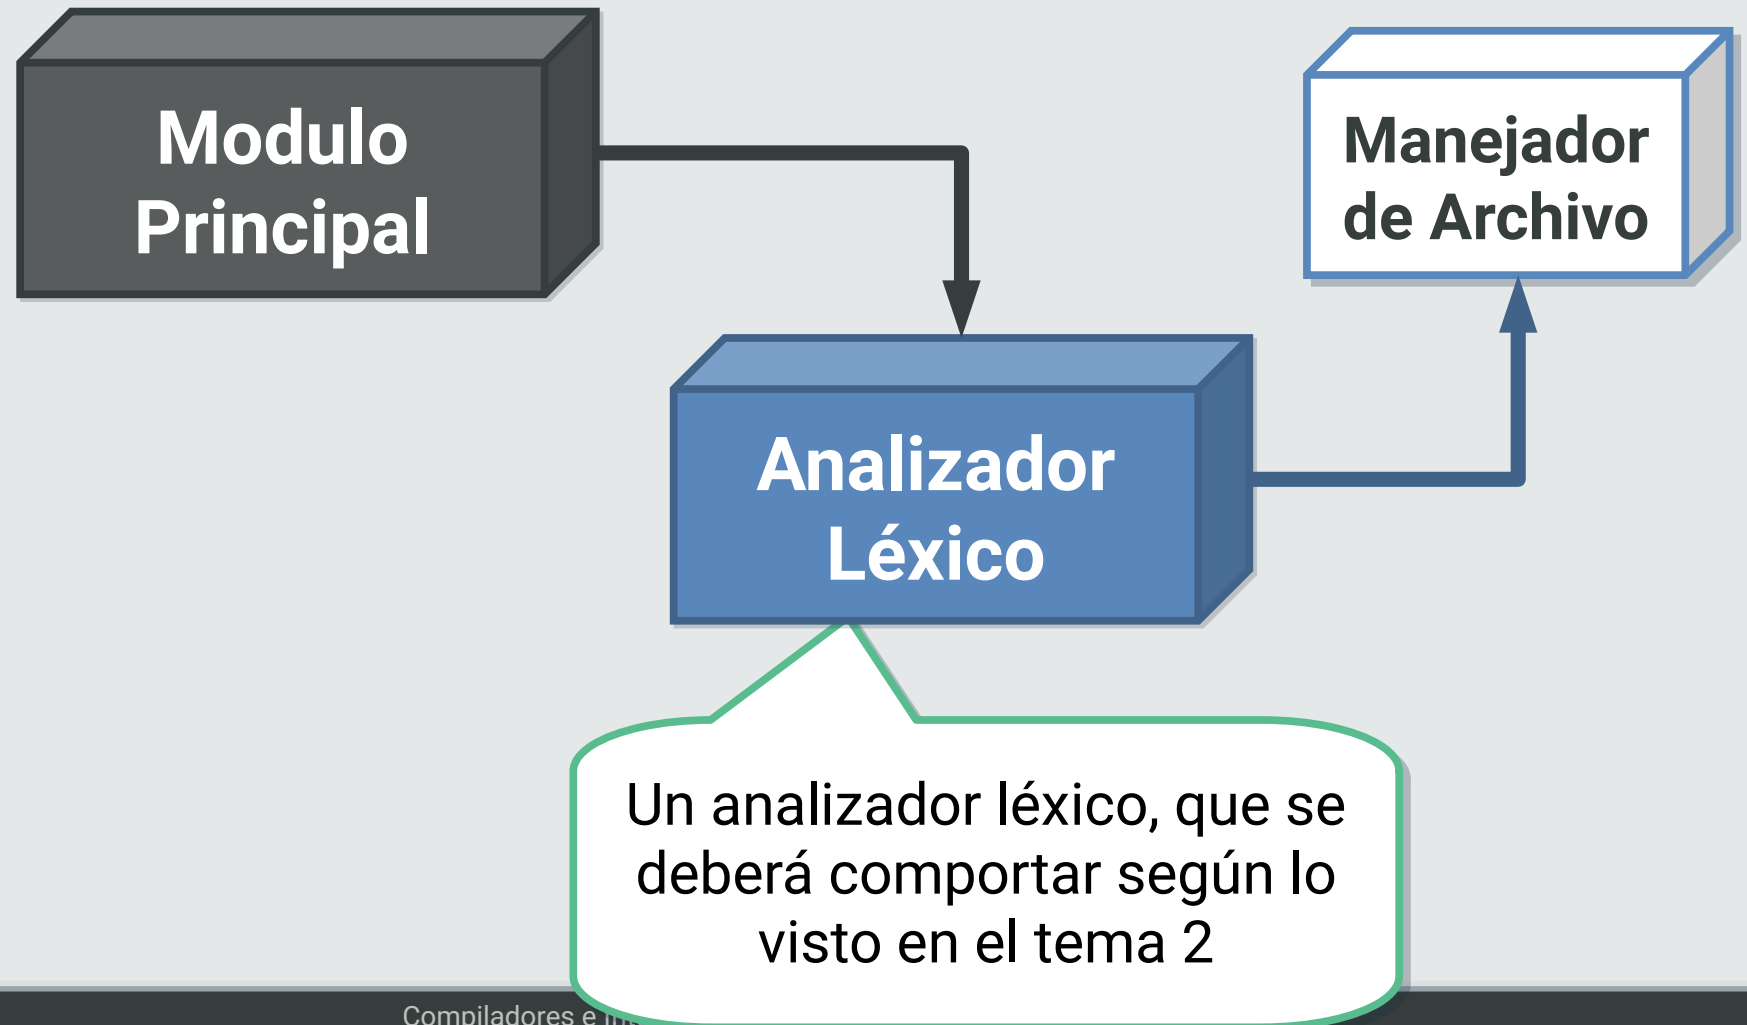 Modulo
Principal
Manejador
de Archivo
Analizador
Léxico
Un analizador léxico, que se
deberá comportar según lo
visto en el tema 2
Compiladores e